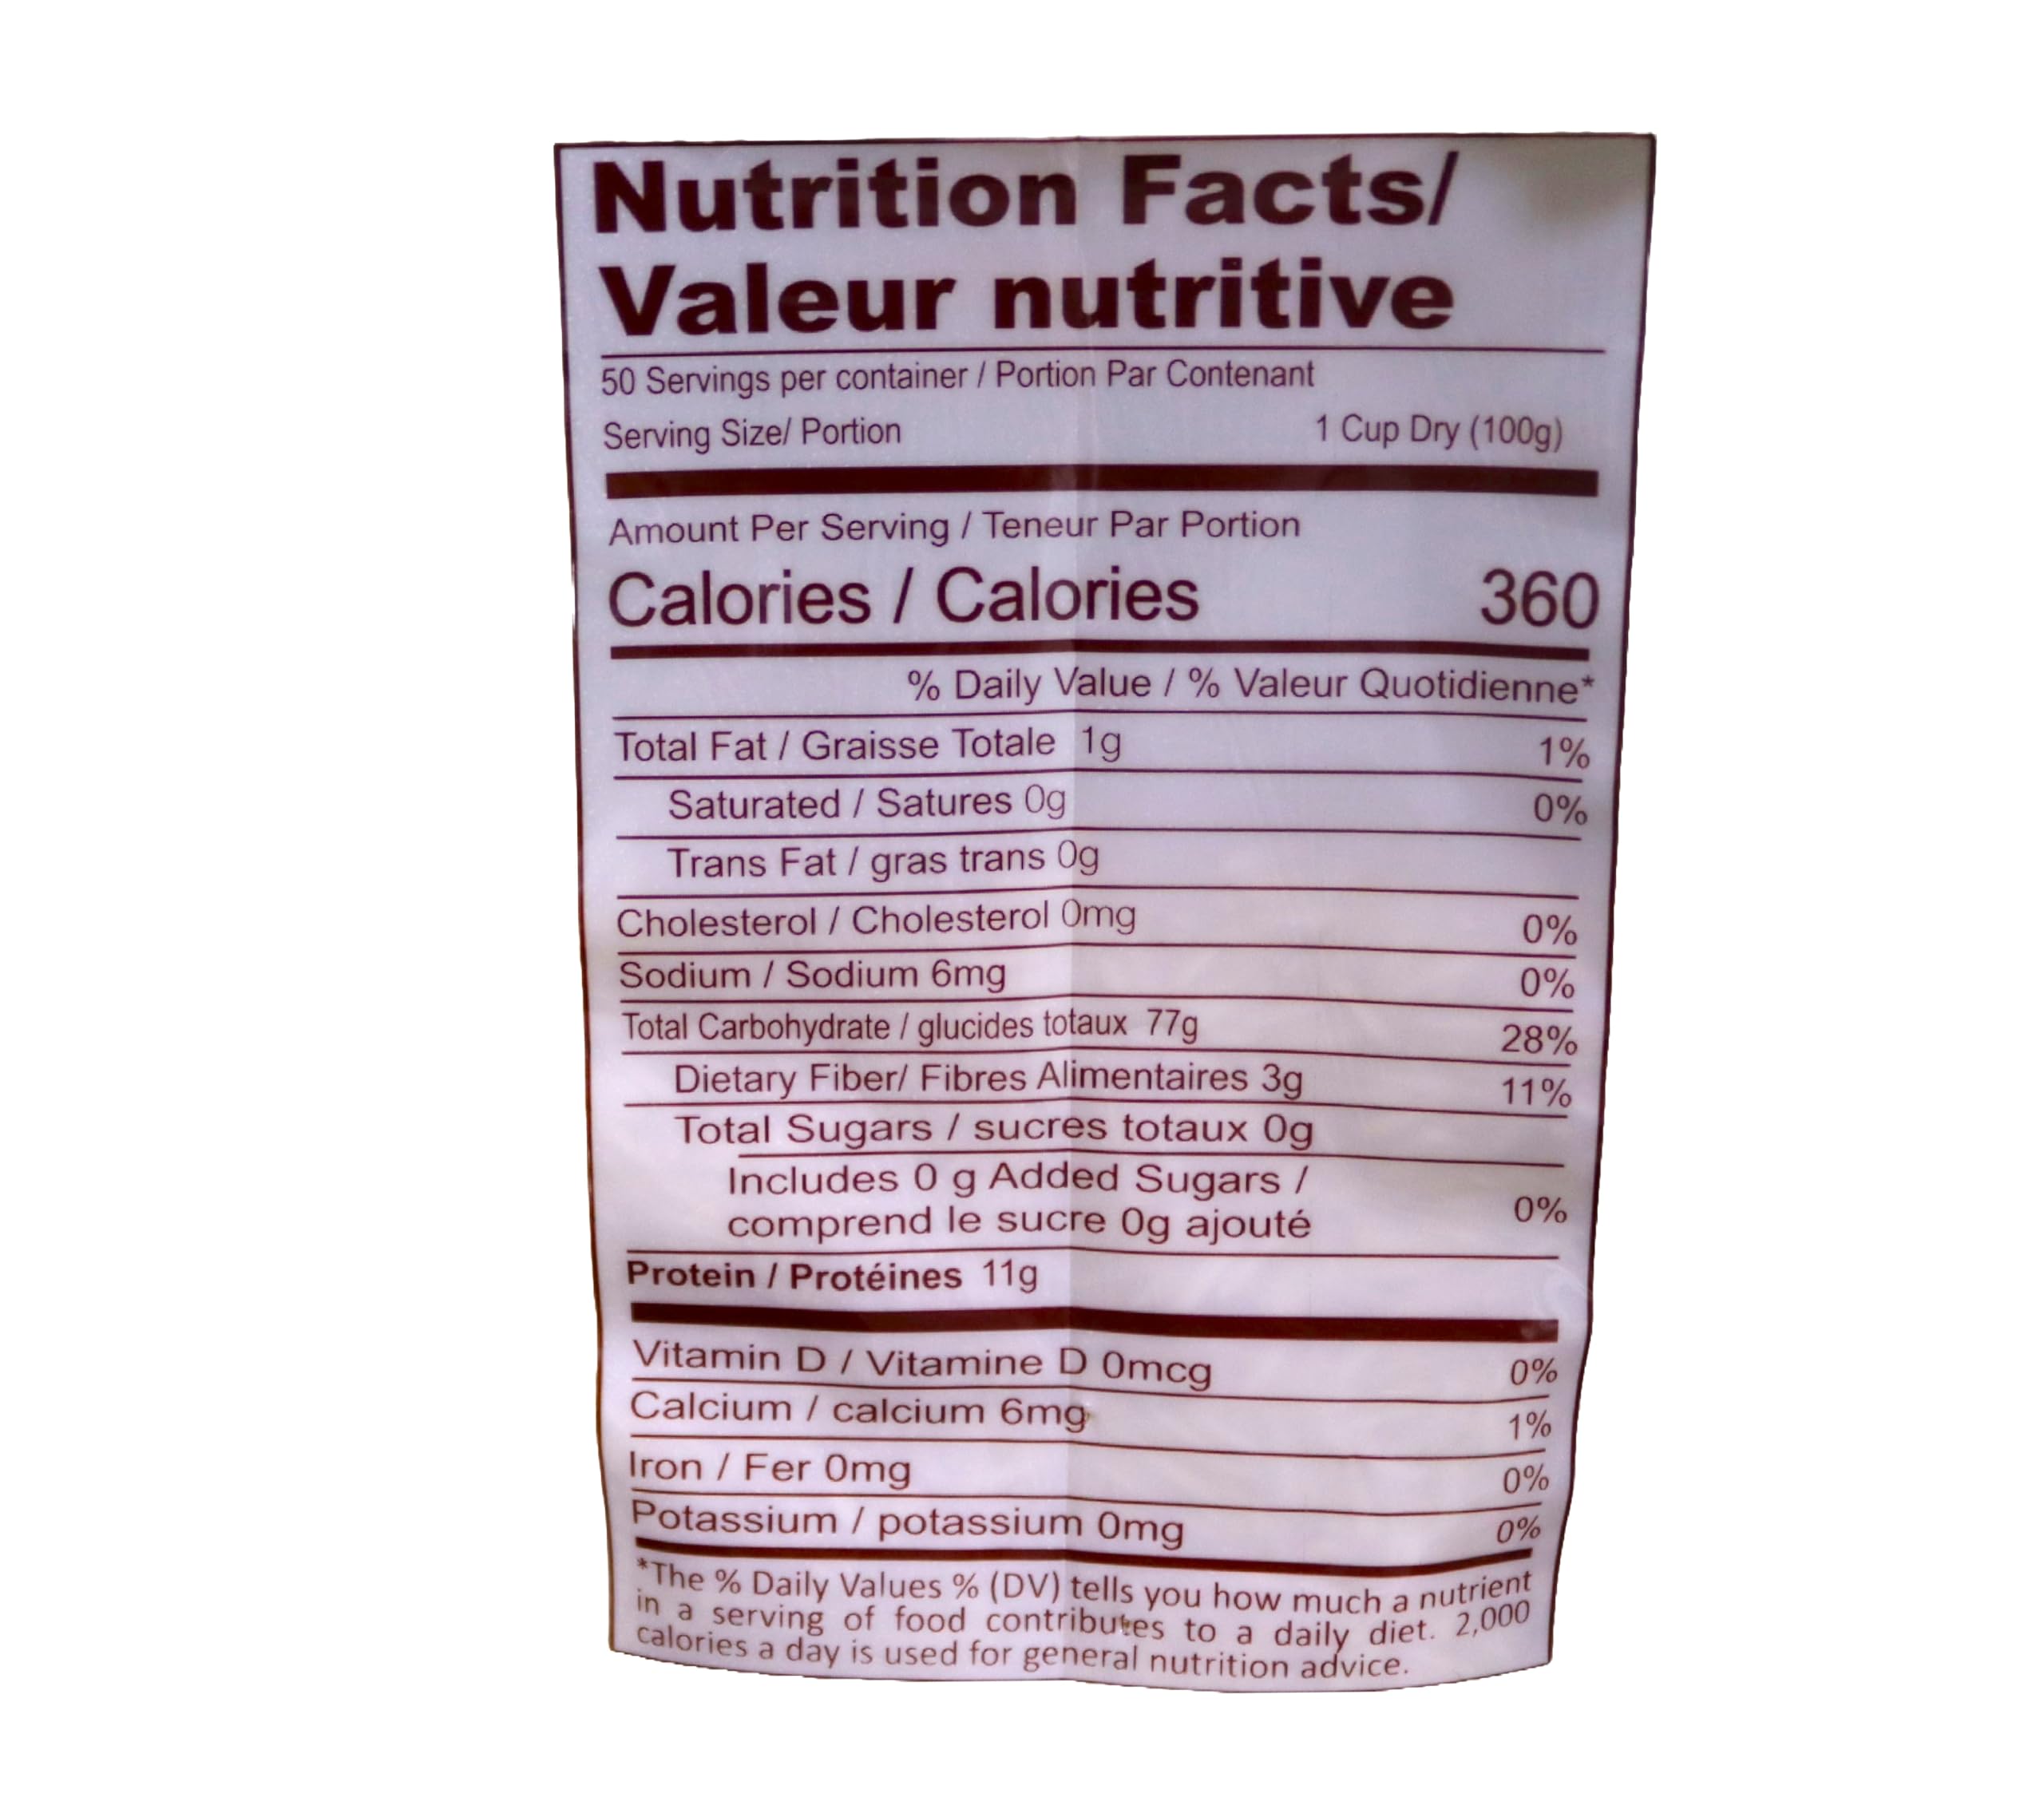 Nutrition Facts/
Valeur nutritive
50 Servings per container / Portion Par Contenant
Serving Size/ Portion 1 Cup Dry (100g)
Amount Per Serving / Teneur Par Portion
Calories / Calories 360
% Daily Value / % Valeur Quotidienne*
Total Fat / Graisse Totale 1g 1%
Saturated / Satures 0g 0%
Trans Fat / gras trans 0g
Cholesterol / Cholesterol 0mg 0%
Sodium / Sodium 6mg 0%
Total Carbohydrate / glucides totaux 77g 28%
Dietary Fiber/ Fibres Alimentaires 3g 11%
Total Sugars / sucres totaux 0g
Includes 0 g Added Sugars /
comprend le sucre 0g ajouté 0%
Protein / Protéines 11g
Vitamin D / Vitamine D 0mcg 0%
Calcium / calcium 6mg 1%
Iron / Fer 0mg 0%
Potassium / potassium 0mg 0%
*The % Daily Values % (DV) tells you how much a nutrient
in a serving of food contributes to a daily diet. 2,000
calories a day is used for general nutrition advice.